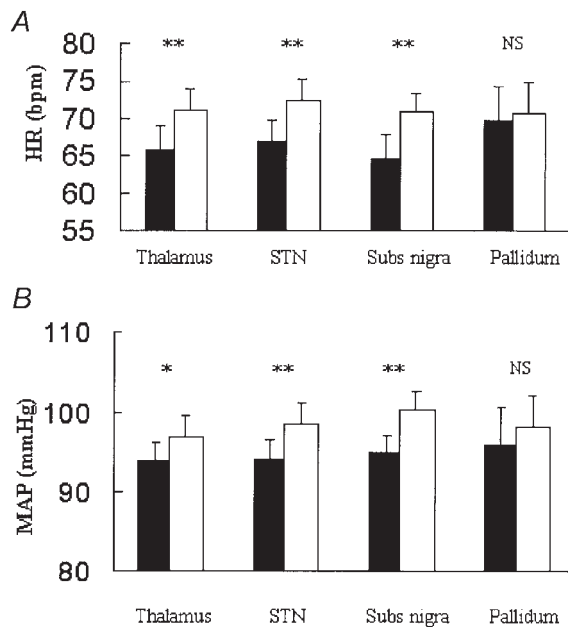 A
80
75
70
65
60
55
HR (bpm)
** ** ** NS
Thalamus STN Subs nigra Pallidum
B
110
100
90
80
MAP (mmHg)
* ** ** NS
Thalamus STN Subs nigra Pallidum